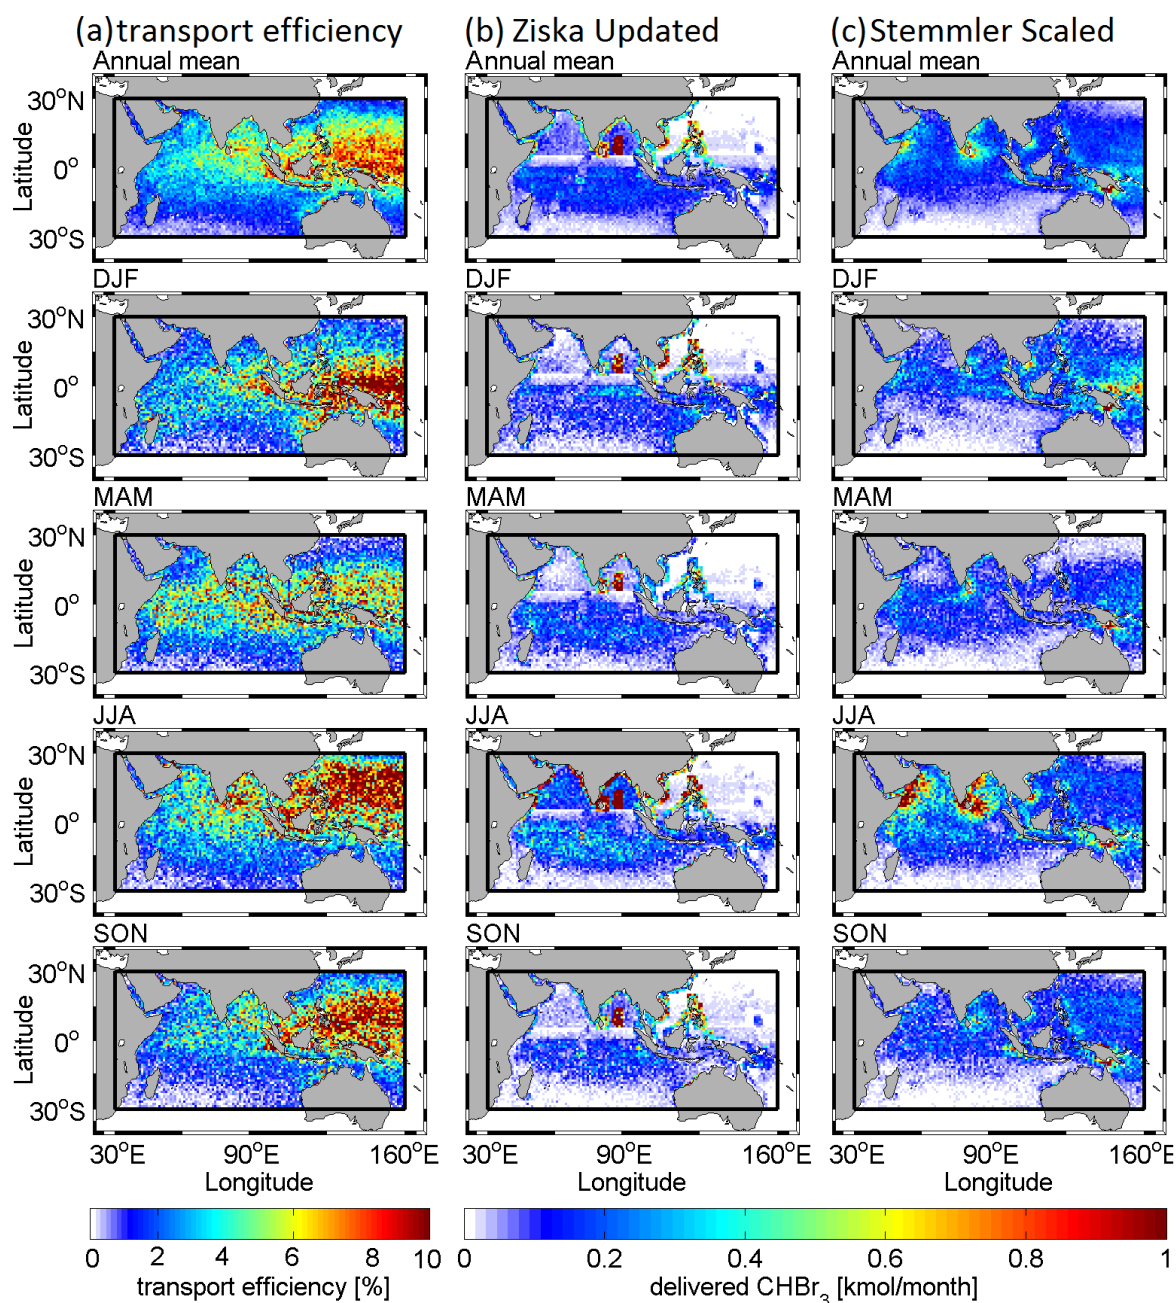 (a) transport efficiency (b) Ziska Updated (c) Stemmler Scaled
Annual mean Annual mean Annual mean
30°N
Latitude
0°
30°S
DJF DJF DJF
30°N
Latitude
0°
30°S
MAM MAM MAM
30°N
Latitude
0°
30°S
JJA JJA JJA
30°N
Latitude
0°
30°S
SON SON SON
30°N
Latitude
0°
30°S
30°E 90°E 160°E 30°E 90°E 160°E 30°E 90°E 160°E
Longitude Longitude Longitude
0 2 4 6 8 10 0 0.2 0.4 0.6 0.8 1
transport efficiency [%] delivered CHBr₃ [kmol/month]